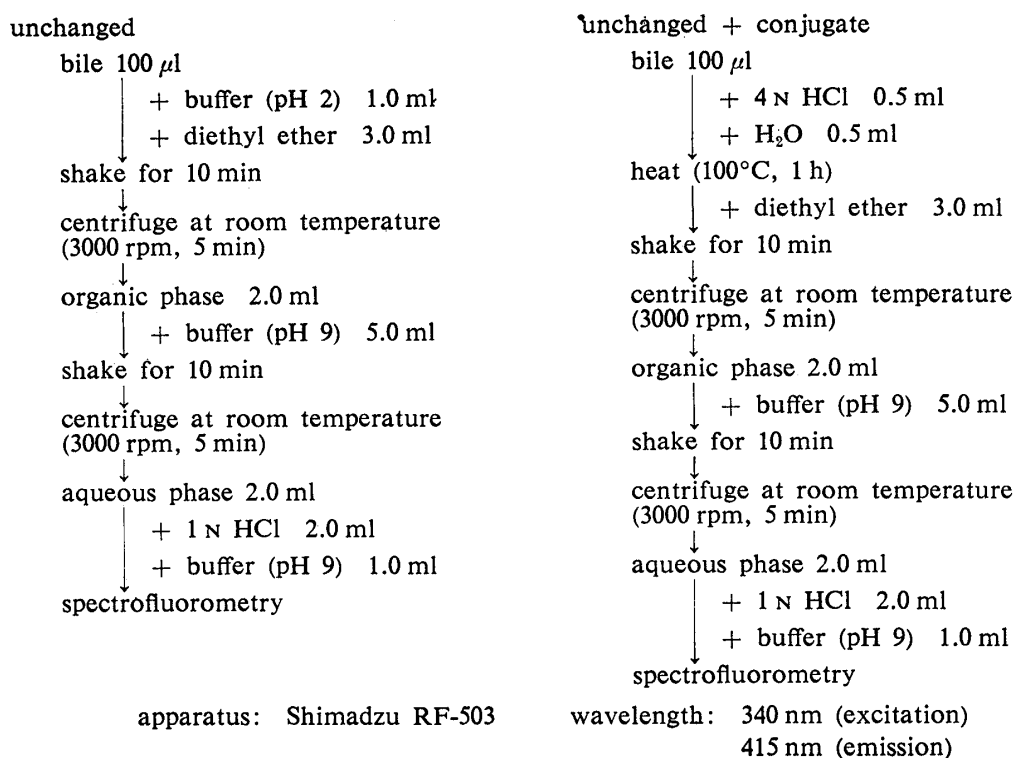 unchanged
bile 100 μl
+ buffer (pH 2) 1.0 ml
+ diethyl ether 3.0 ml
shake for 10 min
centrifuge at room temperature
(3000 rpm, 5 min)
organic phase 2.0 ml
+ buffer (pH 9) 5.0 ml
shake for 10 min
centrifuge at room temperature
(3000 rpm, 5 min)
aqueous phase 2.0 ml
+ 1 N HCl 2.0 ml
+ buffer (pH 9) 1.0 ml
spectrofluorometry
unchanged + conjugate
bile 100 μl
+ 4 N HCl 0.5 ml
+ H₂O 0.5 ml
heat (100°C, 1 h)
+ diethyl ether 3.0 ml
shake for 10 min
centrifuge at room temperature
(3000 rpm, 5 min)
organic phase 2.0 ml
+ buffer (pH 9) 5.0 ml
shake for 10 min
centrifuge at room temperature
(3000 rpm, 5 min)
aqueous phase 2.0 ml
+ 1 N HCl 2.0 ml
+ buffer (pH 9) 1.0 ml
spectrofluorometry
apparatus: Shimadzu RF-503
wavelength: 340 nm (excitation)
415 nm (emission)